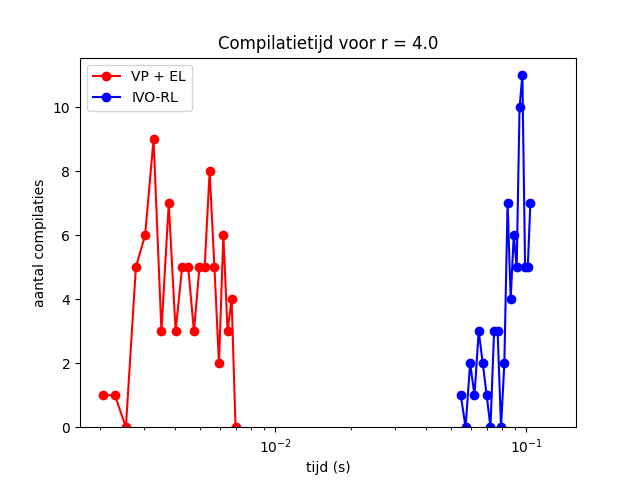 Compilatietijd voor r = 4.0
VP + EL
IVO-RL
aantal compilaties
10
8
6
4
2
0
10⁻² 10⁻¹
tijd (s)